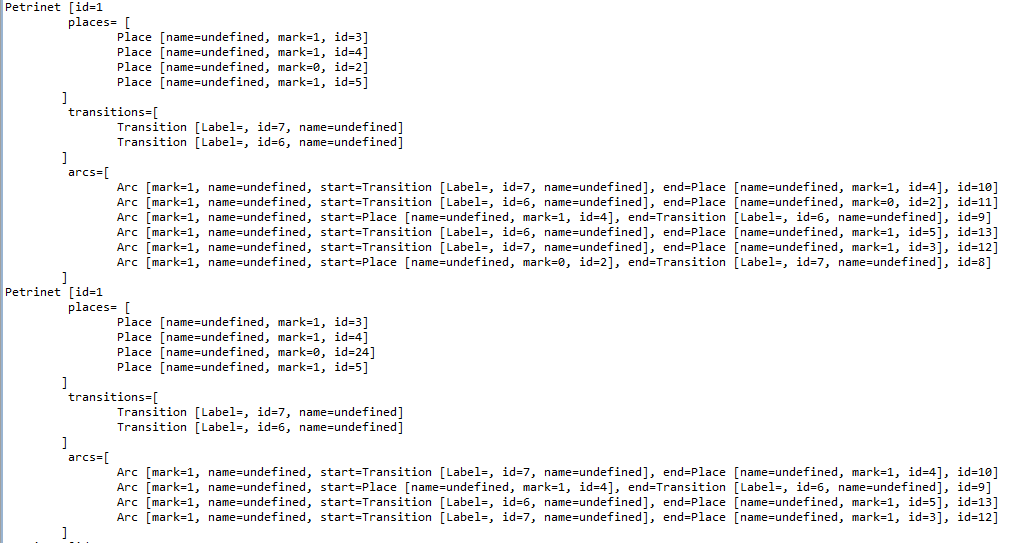 Petrinet [id=1
places= [
Place [name=undefined, mark=1, id=3]
Place [name=undefined, mark=1, id=4]
Place [name=undefined, mark=0, id=2]
Place [name=undefined, mark=1, id=5]
]
transitions=[
Transition [Label=, id=7, name=undefined]
Transition [Label=, id=6, name=undefined]
]
arcs=[
Arc [mark=1, name=undefined, start=Transition [Label=, id=7, name=undefined], end=Place [name=undefined, mark=1, id=4], id=10]
Arc [mark=1, name=undefined, start=Transition [Label=, id=6, name=undefined], end=Place [name=undefined, mark=0, id=2], id=11]
Arc [mark=1, name=undefined, start=Place [name=undefined, mark=1, id=4], end=Transition [Label=, id=6, name=undefined], id=9]
Arc [mark=1, name=undefined, start=Transition [Label=, id=6, name=undefined], end=Place [name=undefined, mark=1, id=5], id=13]
Arc [mark=1, name=undefined, start=Transition [Label=, id=7, name=undefined], end=Place [name=undefined, mark=1, id=3], id=12]
Arc [mark=1, name=undefined, start=Place [name=undefined, mark=0, id=2], end=Transition [Label=, id=7, name=undefined], id=8]
]
Petrinet [id=1
places= [
Place [name=undefined, mark=1, id=3]
Place [name=undefined, mark=1, id=4]
Place [name=undefined, mark=0, id=24]
Place [name=undefined, mark=1, id=5]
]
transitions=[
Transition [Label=, id=7, name=undefined]
Transition [Label=, id=6, name=undefined]
]
arcs=[
Arc [mark=1, name=undefined, start=Transition [Label=, id=7, name=undefined], end=Place [name=undefined, mark=1, id=4], id=10]
Arc [mark=1, name=undefined, start=Place [name=undefined, mark=1, id=4], end=Transition [Label=, id=6, name=undefined], id=9]
Arc [mark=1, name=undefined, start=Transition [Label=, id=6, name=undefined], end=Place [name=undefined, mark=1, id=5], id=13]
Arc [mark=1, name=undefined, start=Transition [Label=, id=7, name=undefined], end=Place [name=undefined, mark=1, id=3], id=12]
]